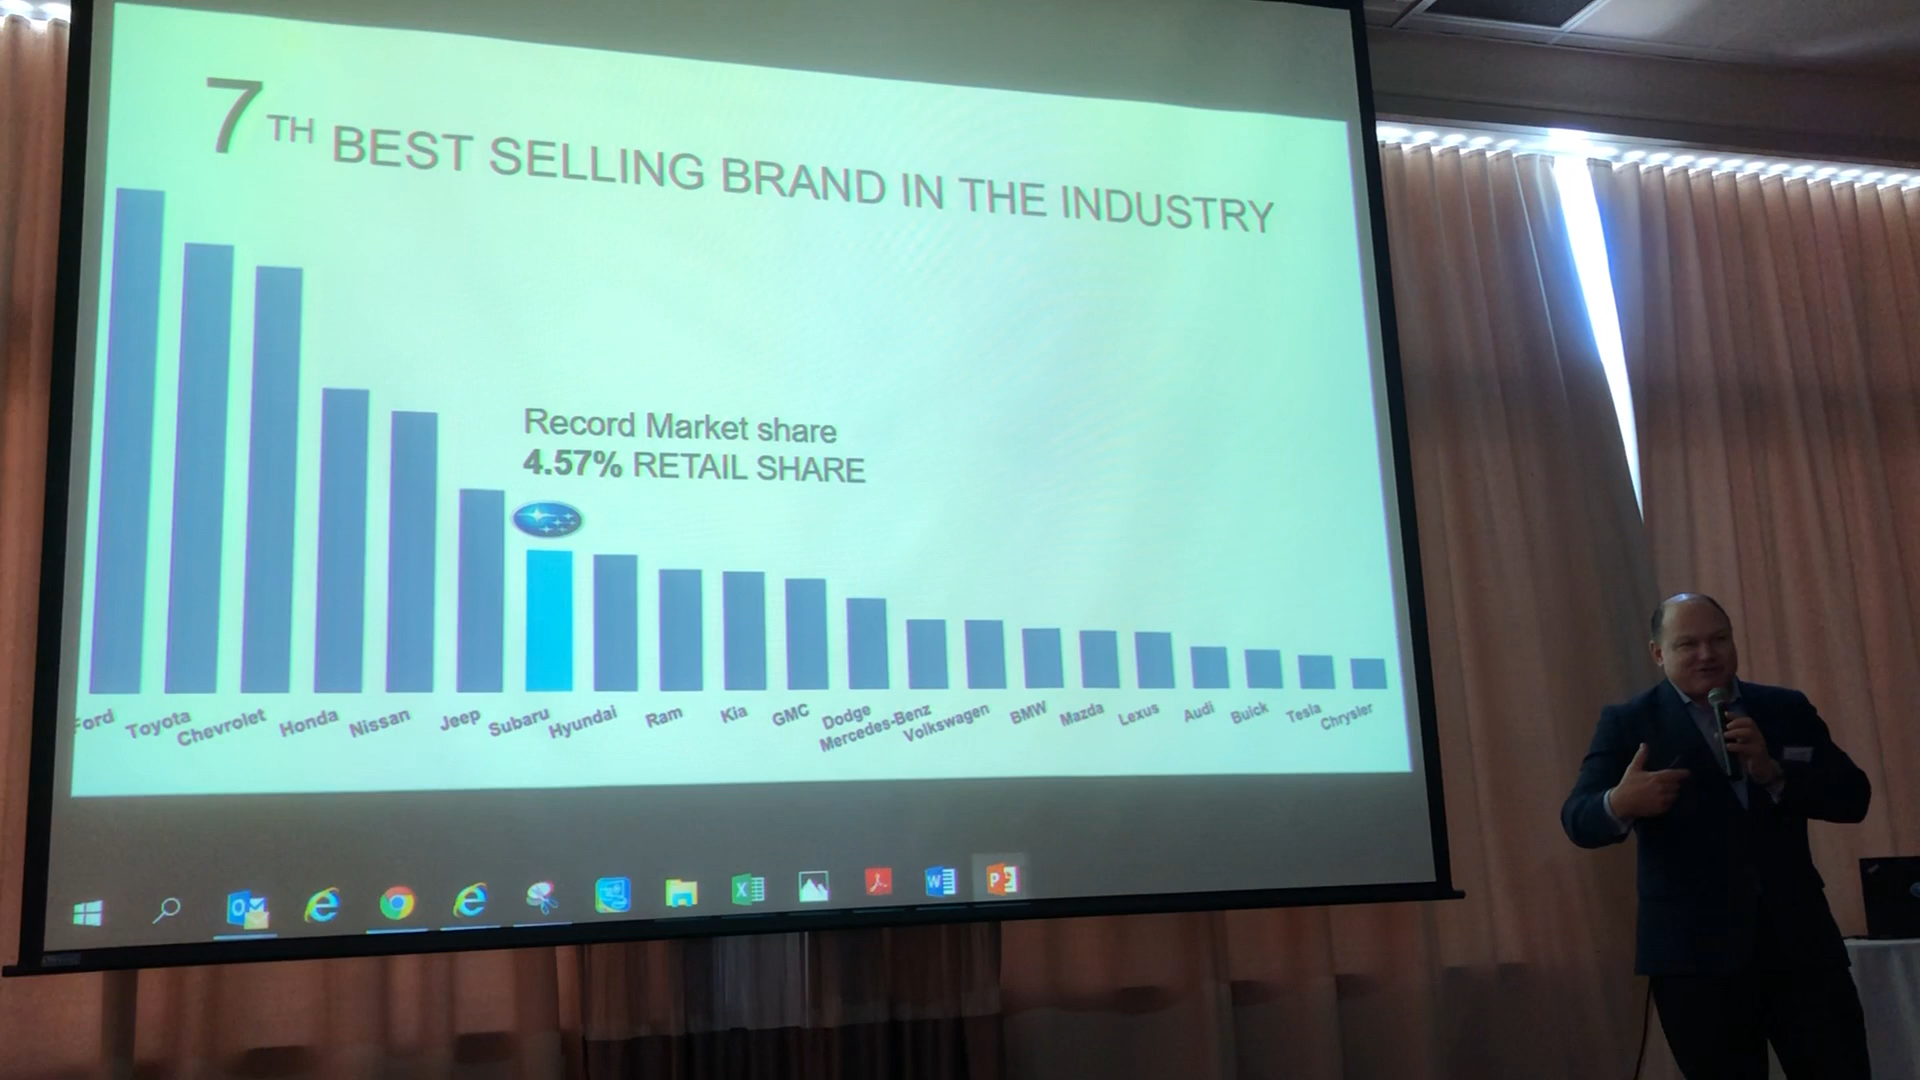 7TH BEST SELLING BRAND IN THE INDUSTRY
Record Market share
4.57% RETAIL SHARE
Ford
Toyota
Chevrolet
Honda
Nissan
Jeep
Subaru
Hyundai
Ram
Kia
GMC
Dodge
Mercedes-Benz
Volkswagen
BMW
Mazda
Lexus
Audi
Buick
Tesla
Chrysler